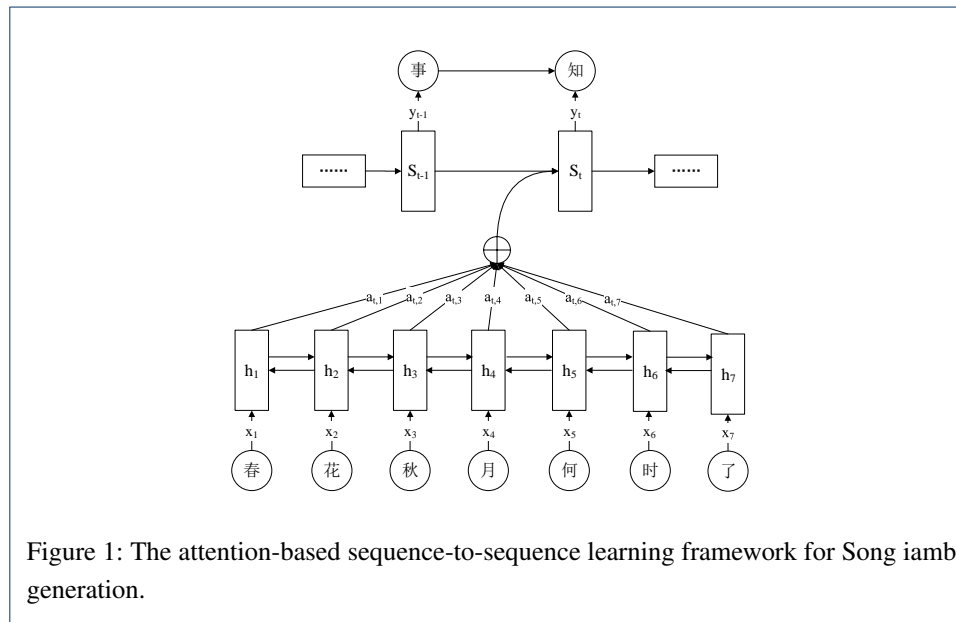 事 知
y_{t-1} y_t
...... S_{t-1} S_t ......
a_{t,1} a_{t,2} a_{t,3} a_{t,4} a_{t,5} a_{t,6} a_{t,7}
h_1 h_2 h_3 h_4 h_5 h_6 h_7
x_1 x_2 x_3 x_4 x_5 x_6 x_7
春 花 秋 月 何 时 了
Figure 1: The attention-based sequence-to-sequence learning framework for Song iamb
generation.